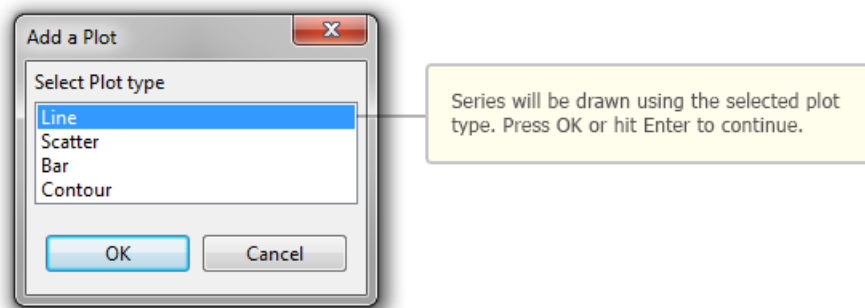 Add a Plot
Select Plot type
Line
Scatter
Bar
Contour
OK
Cancel
Series will be drawn using the selected plot
type. Press OK or hit Enter to continue.